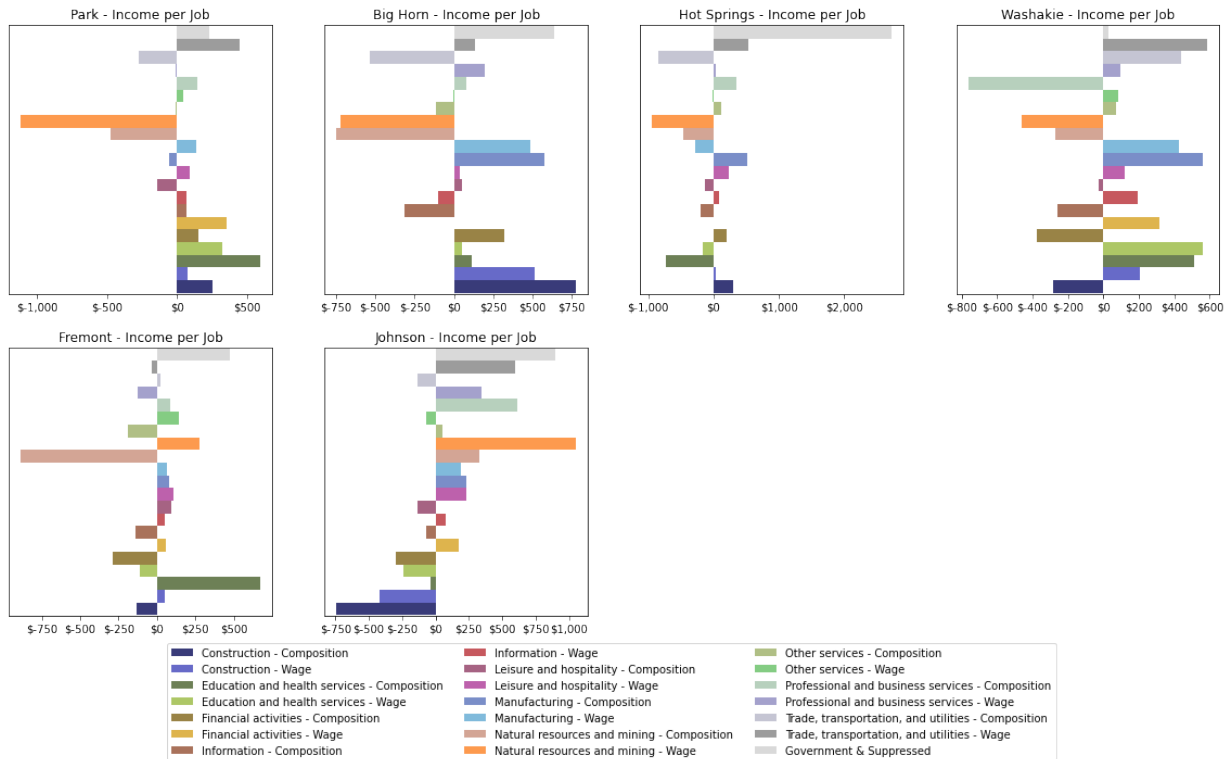 Park - Income per Job
Big Horn - Income per Job
Hot Springs - Income per Job
Washakie - Income per Job
$-1,000 $-500 $0 $500
$-750 $-500 $-250 $0 $250 $500 $750
$-1,000 $0 $1,000 $2,000
$-800 $-600 $-400 $-200 $0 $200 $400 $600
Fremont - Income per Job
Johnson - Income per Job
$-750 $-500 $-250 $0 $250 $500
$-750 $-500 $-250 $0 $250 $500 $750 $1,000
Construction - Composition
Construction - Wage
Education and health services - Composition
Education and health services - Wage
Financial activities - Composition
Financial activities - Wage
Information - Composition
Information - Wage
Leisure and hospitality - Composition
Leisure and hospitality - Wage
Manufacturing - Composition
Manufacturing - Wage
Natural resources and mining - Composition
Natural resources and mining - Wage
Other services - Composition
Other services - Wage
Professional and business services - Composition
Professional and business services - Wage
Trade, transportation, and utilities - Composition
Trade, transportation, and utilities - Wage
Government & Suppressed